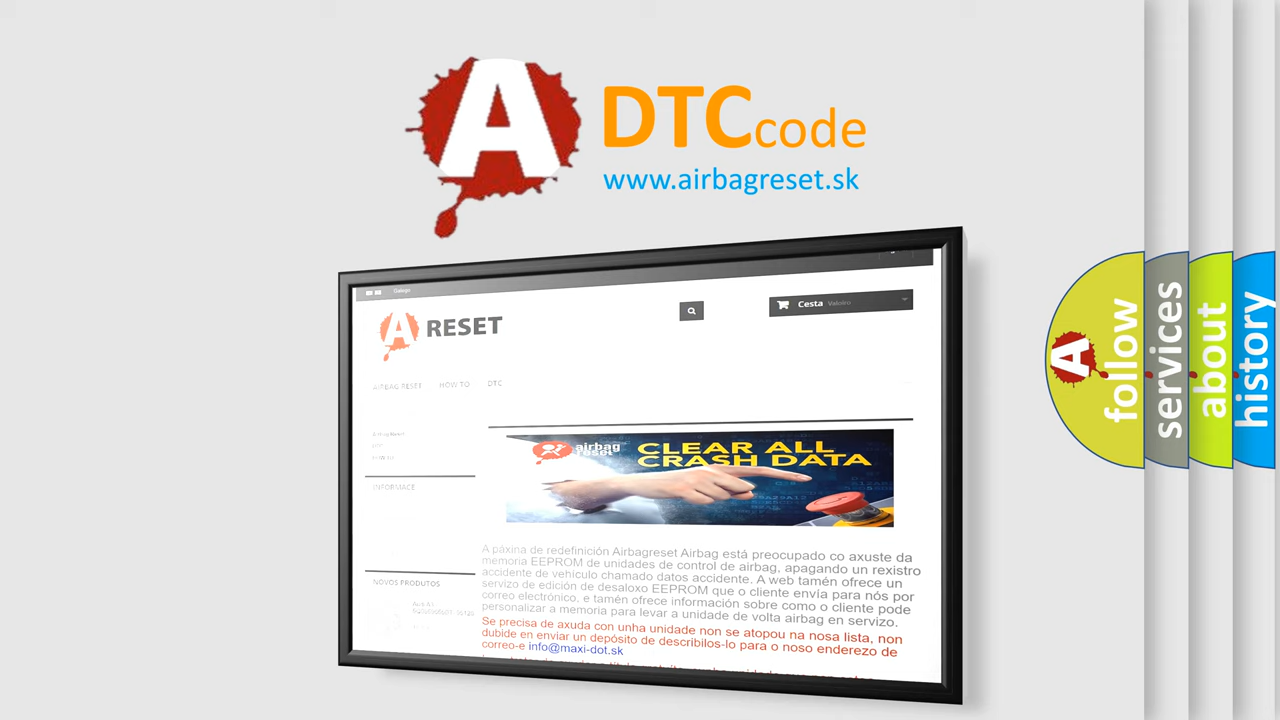 A DTCcode
www.airbagreset.sk
Galego
A RESET
Cesta Valeiro
AIRBAG RESET HOW TO DTC
INFORMACE
NOVOS PRODUTOS
airbag
reset
CLEAR ALL
CRASH DATA
A páxina de redefinición Airbagreset Airbag está preocupado co axuste da
memoria EEPROM de unidades de control de airbag, apagando un rexistro
accidente de vehículo chamado datos accidente. A web tamén ofrece un
servizo de edición de desaloxo EEPROM que o cliente envía para nós por
correo electrónico, e tamén ofrece información sobre como o cliente pode
personalizar a memoria para levar a unidade de volta airbag en servizo.
Se precisa de axuda con unha unidade non se atopou na nosa lista, non
dubide en enviar un depósito de describilos-lo para o noso enderezo de
correo-e info@maxi-dot.sk
A follow
services
about
history